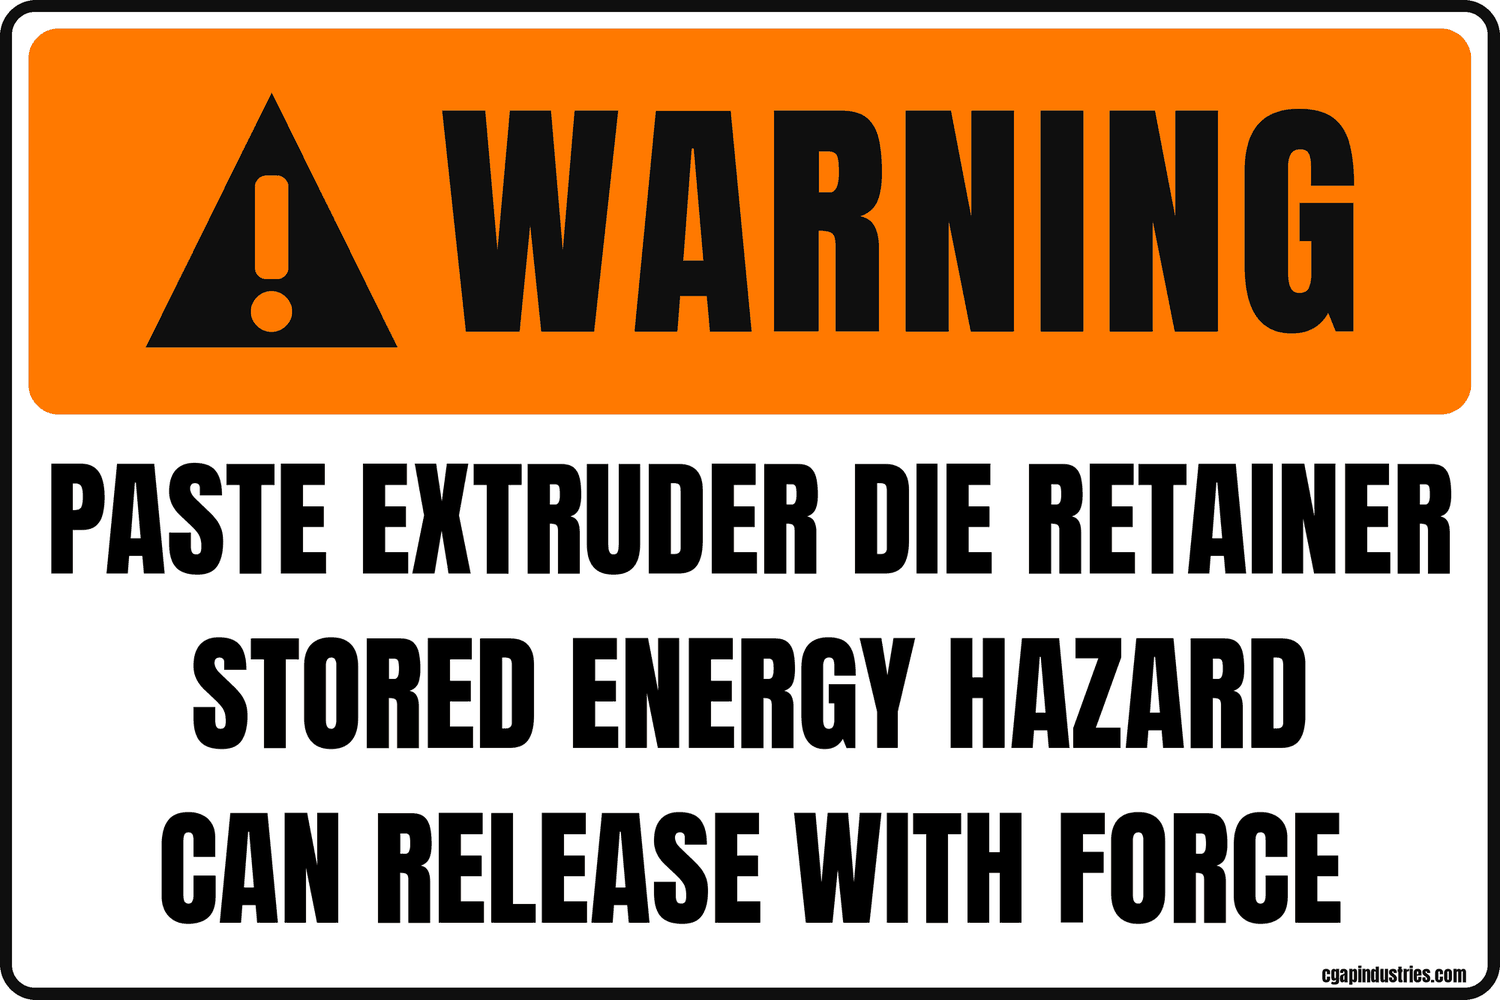 WARNING
PASTE EXTRUDER DIE RETAINER
STORED ENERGY HAZARD
CAN RELEASE WITH FORCE
cgapindustries.com